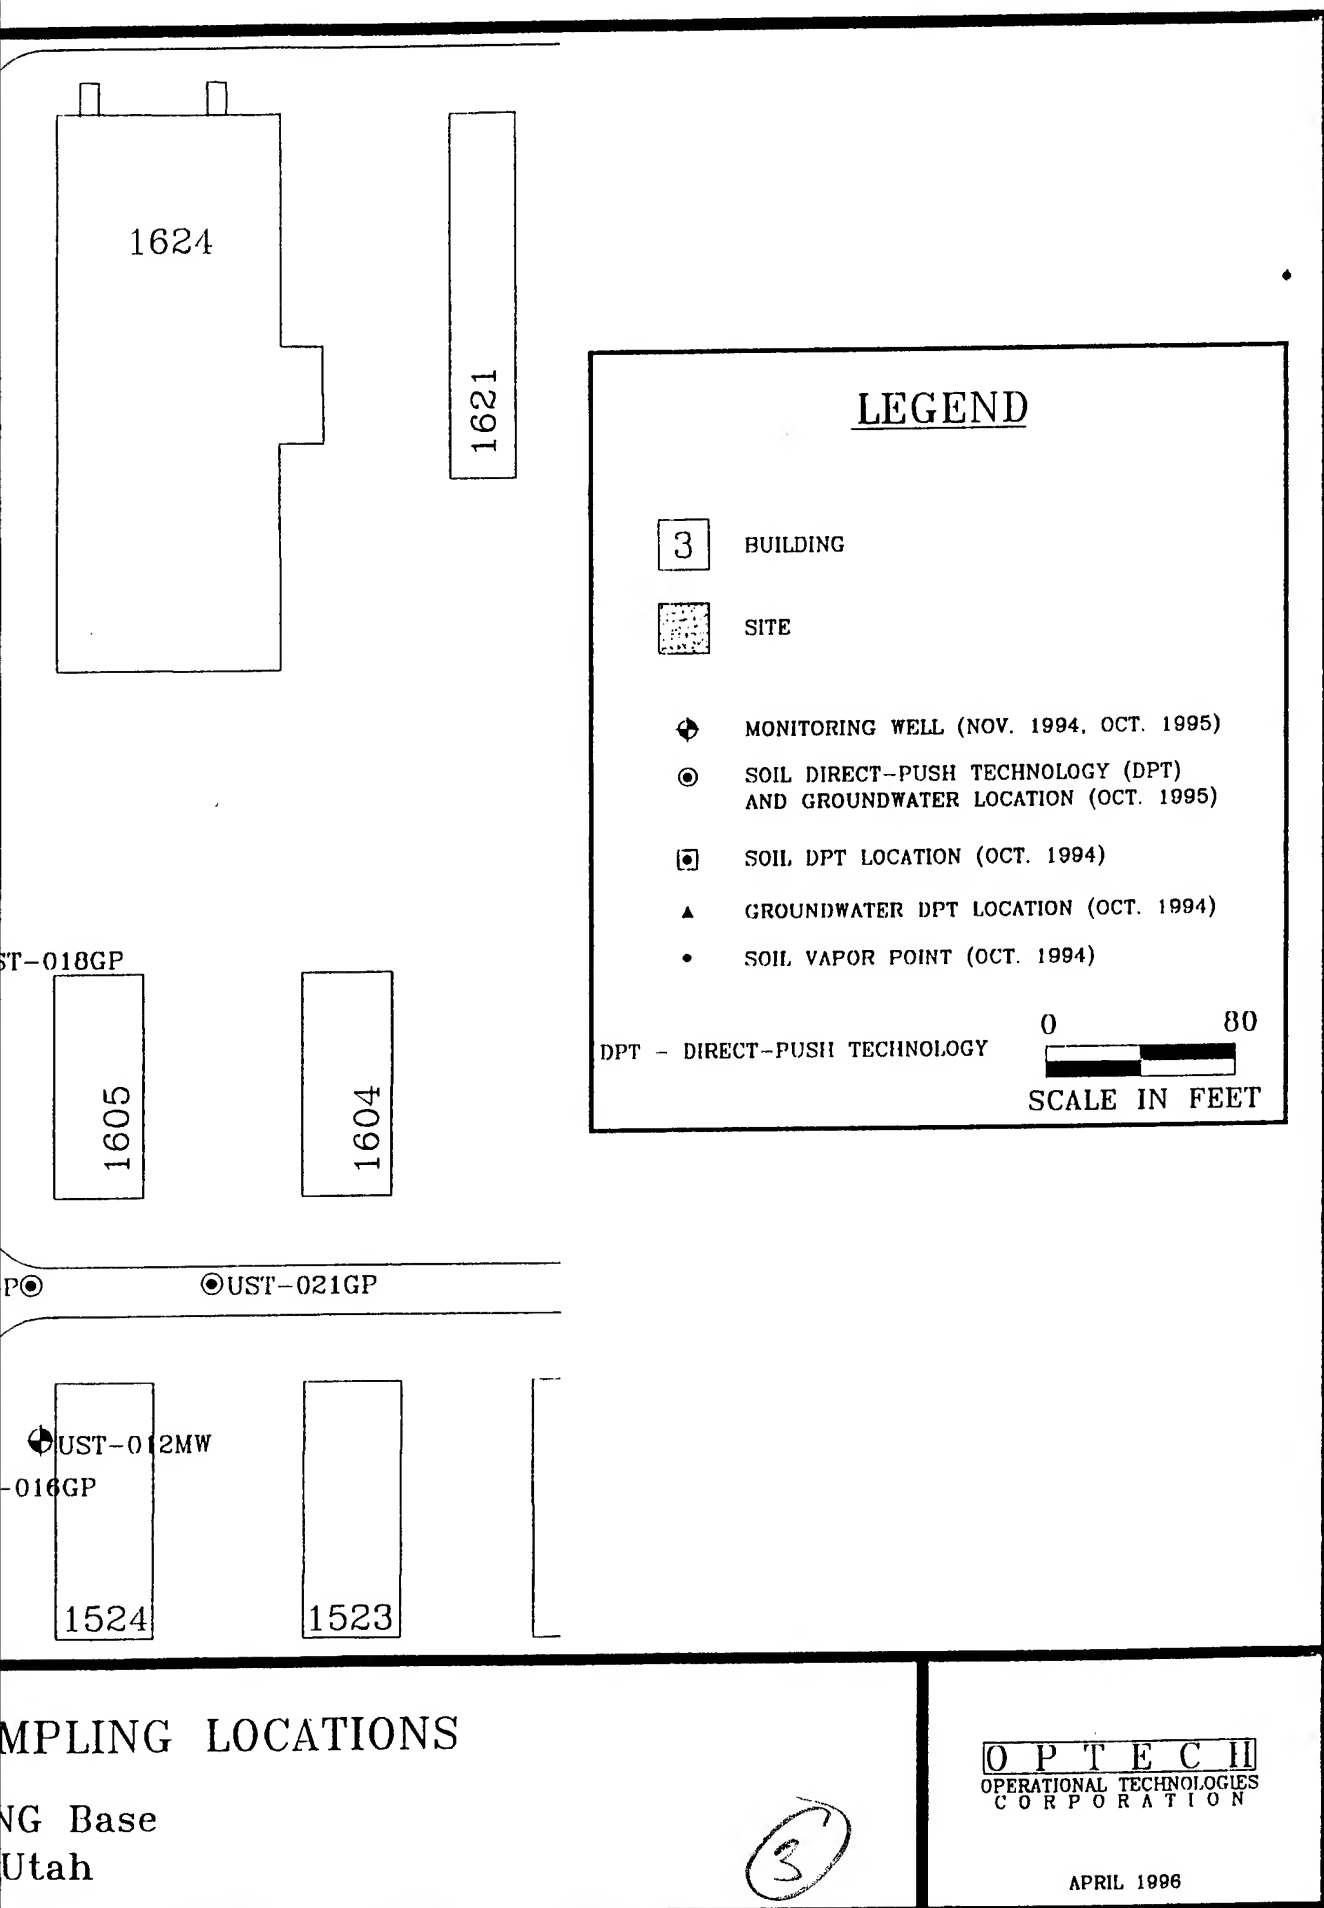 1624
1621
LEGEND
3 BUILDING
SITE
MONITORING WELL (NOV. 1994, OCT. 1995)
SOIL DIRECT-PUSH TECHNOLOGY (DPT)
AND GROUNDWATER LOCATION (OCT. 1995)
SOIL DPT LOCATION (OCT. 1994)
GROUNDWATER DPT LOCATION (OCT. 1994)
SOIL VAPOR POINT (OCT. 1994)
DPT - DIRECT-PUSH TECHNOLOGY
0 80
SCALE IN FEET
ST-018GP
1605
1604
P
UST-021GP
UST-012MW
-016GP
1524
1523
MPLING LOCATIONS
NG Base
Utah
3
OPTECH
OPERATIONAL TECHNOLOGIES
CORPORATION
APRIL 1996